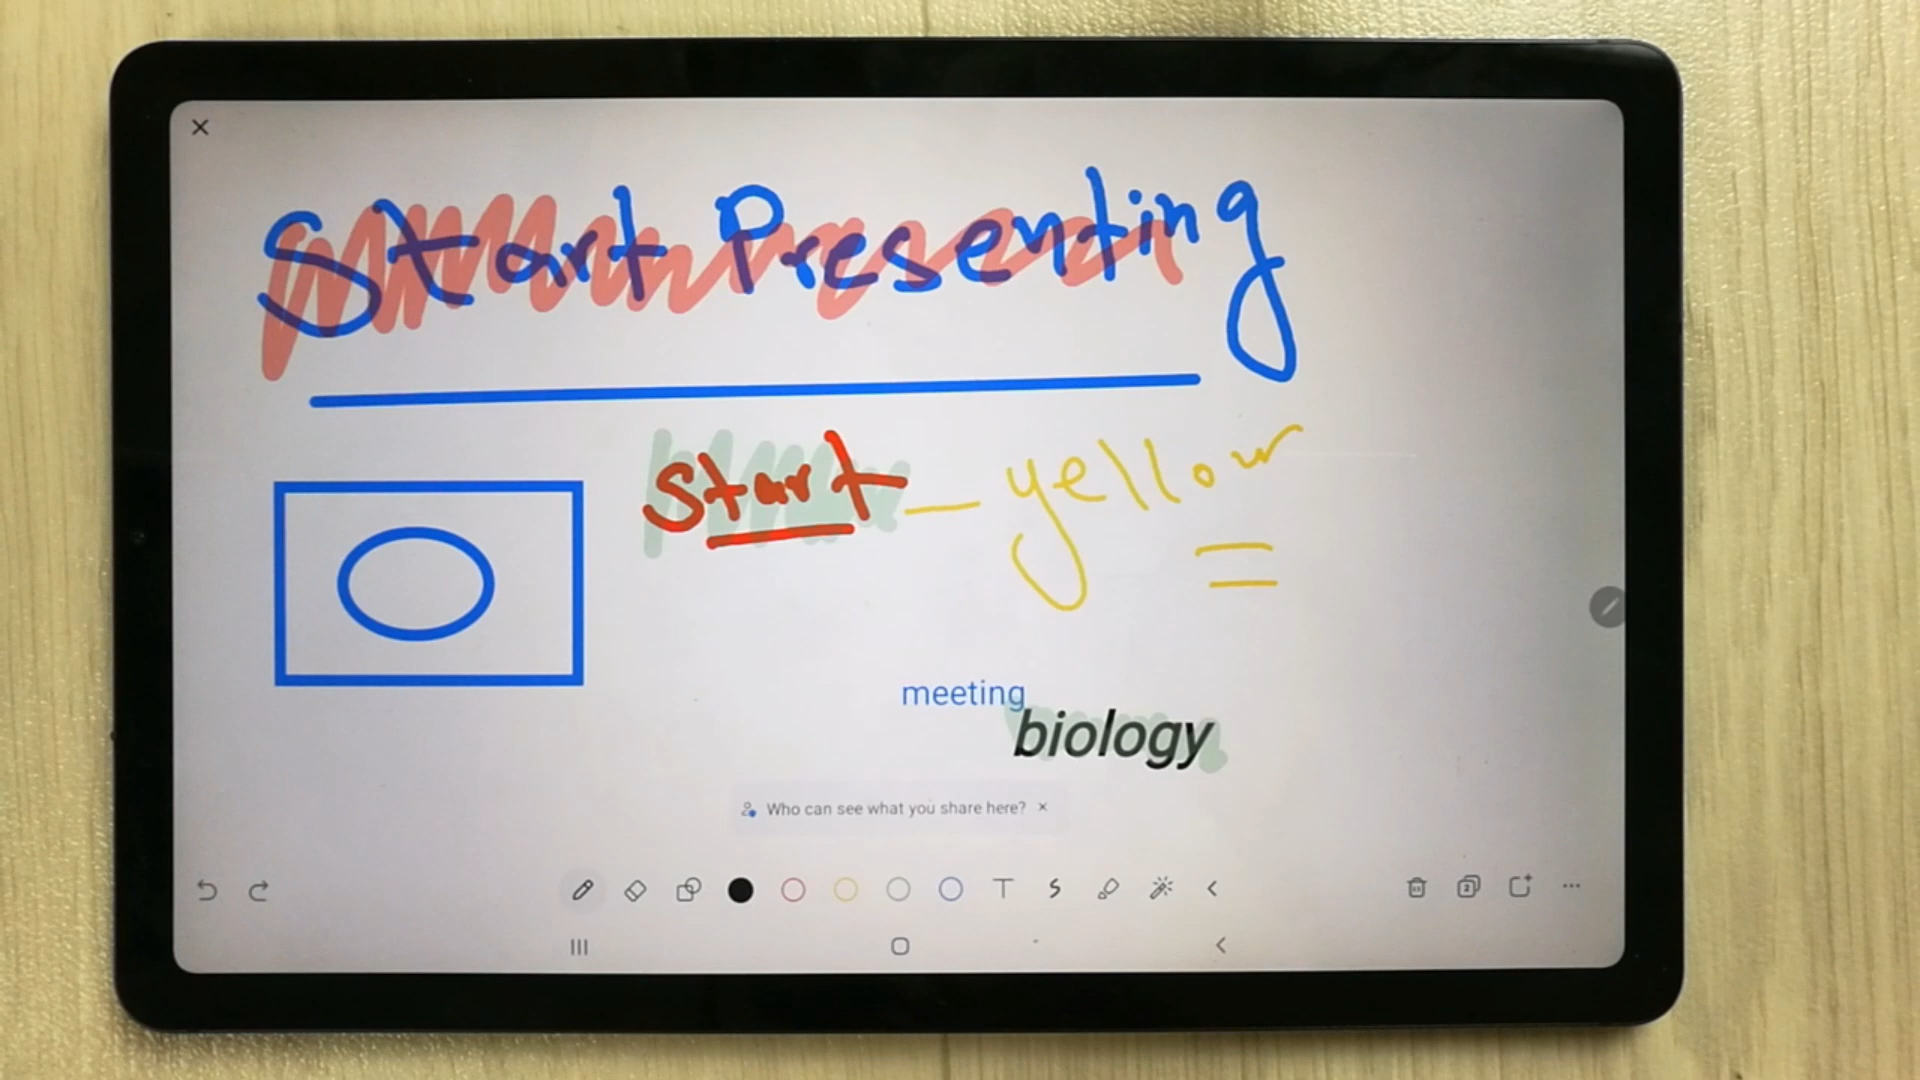 Start Presenting
Start — yellow
meeting
biology
Who can see what you share here?